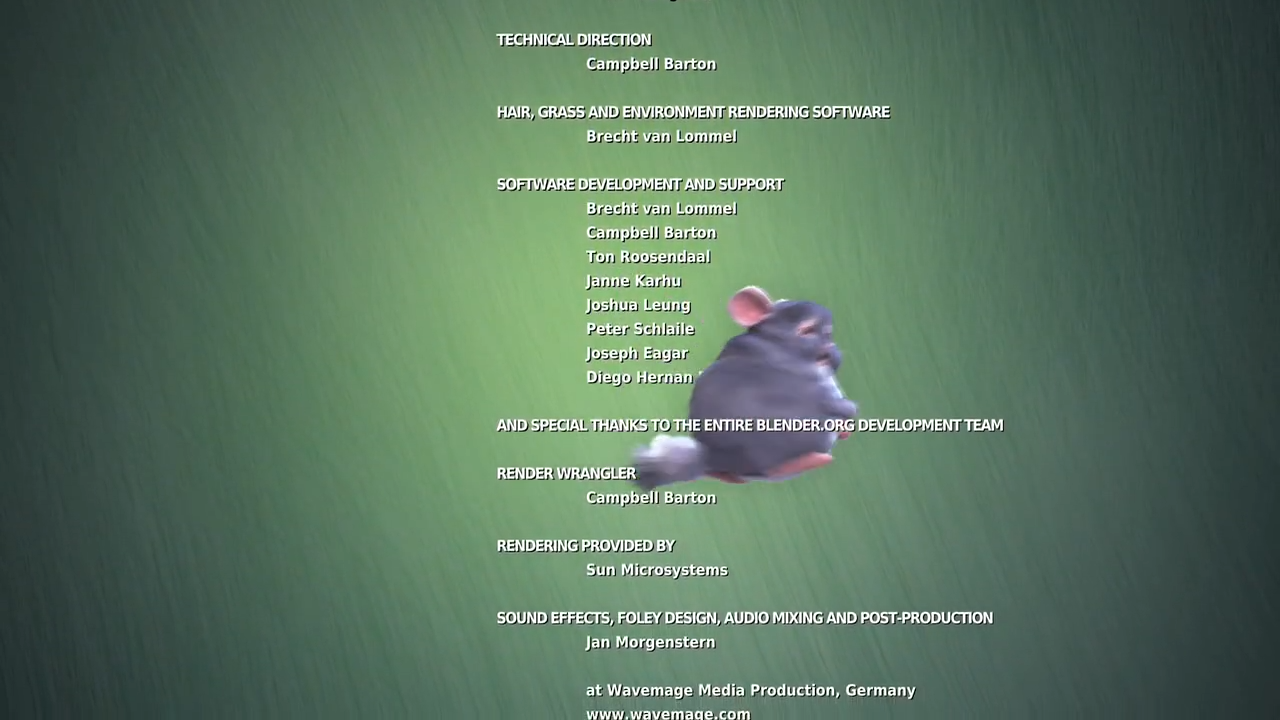 TECHNICAL DIRECTION
Campbell Barton
HAIR, GRASS AND ENVIRONMENT RENDERING SOFTWARE
Brecht van Lommel
SOFTWARE DEVELOPMENT AND SUPPORT
Brecht van Lommel
Campbell Barton
Ton Roosendaal
Janne Karhu
Joshua Leung
Peter Schlaile
Joseph Eagar
Diego Hernan
AND SPECIAL THANKS TO THE ENTIRE BLENDER.ORG DEVELOPMENT TEAM
RENDER WRANGLER
Campbell Barton
RENDERING PROVIDED BY
Sun Microsystems
SOUND EFFECTS, FOLEY DESIGN, AUDIO MIXING AND POST-PRODUCTION
Jan Morgenstern
at Wavemage Media Production, Germany
www.wavemage.com